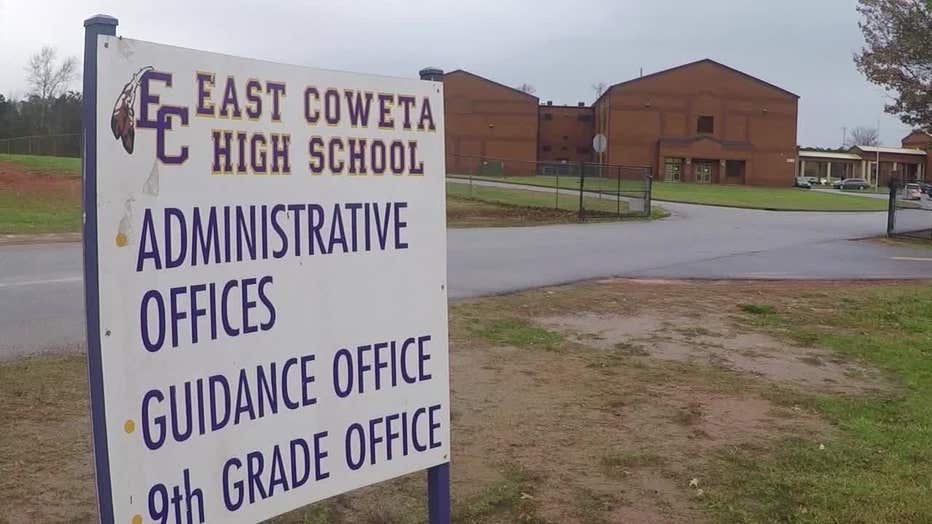 EC
EAST COWETA
HIGH SCHOOL
ADMINISTRATIVE
OFFICES
GUIDANCE OFFICE
9th GRADE OFFICE